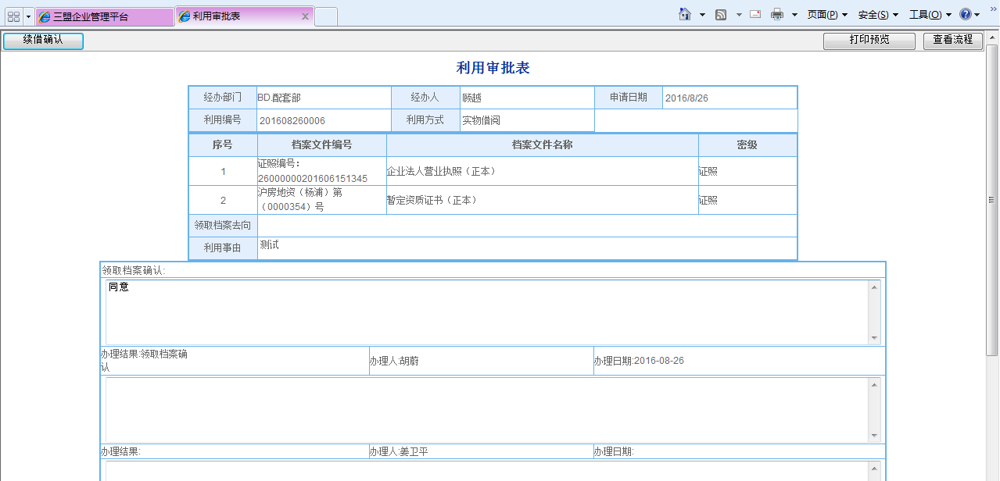 三盟企业管理平台
利用审批表
页面(P)
安全(S)
工具(O)
续借确认
打印预览
查看流程
利用审批表
经办部门 BD.配套部 经办人 顾越 申请日期 2016/8/26
利用编号 201608260006 利用方式 实物借阅
序号 档案文件编号 档案文件名称 密级
1 证照编号：
26000000201606151345
企业法人营业执照（正本） 证照
2 沪房地资（杨浦）第
（0000354）号
暂定资质证书（正本） 证照
领取档案去向
利用事由 测试
领取档案确认:
同意
办理结果:领取档案确
认
办理人:胡蔚 办理日期:2016-08-26
办理结果: 办理人:姜卫平 办理日期: